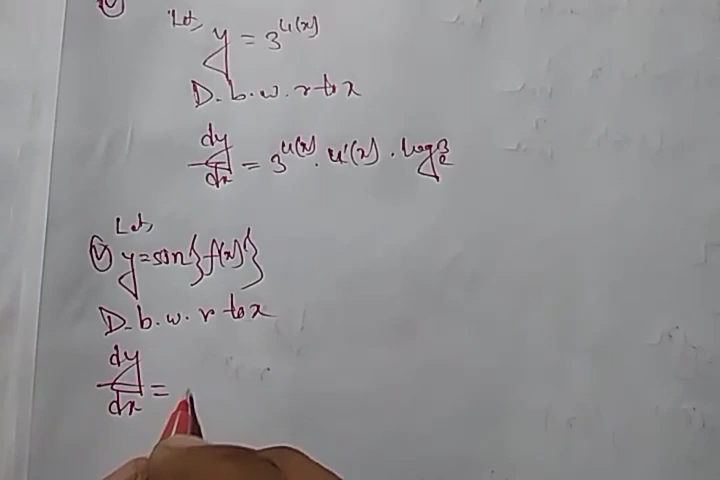 Let, y = 3^{u(x)}
D. b. w. r to x
dy/dx = 3^{u(x)} . u'(x) . log_e 3
Let,
(v) y = sin{f(x)}
D. b. w. r to x
dy/dx =